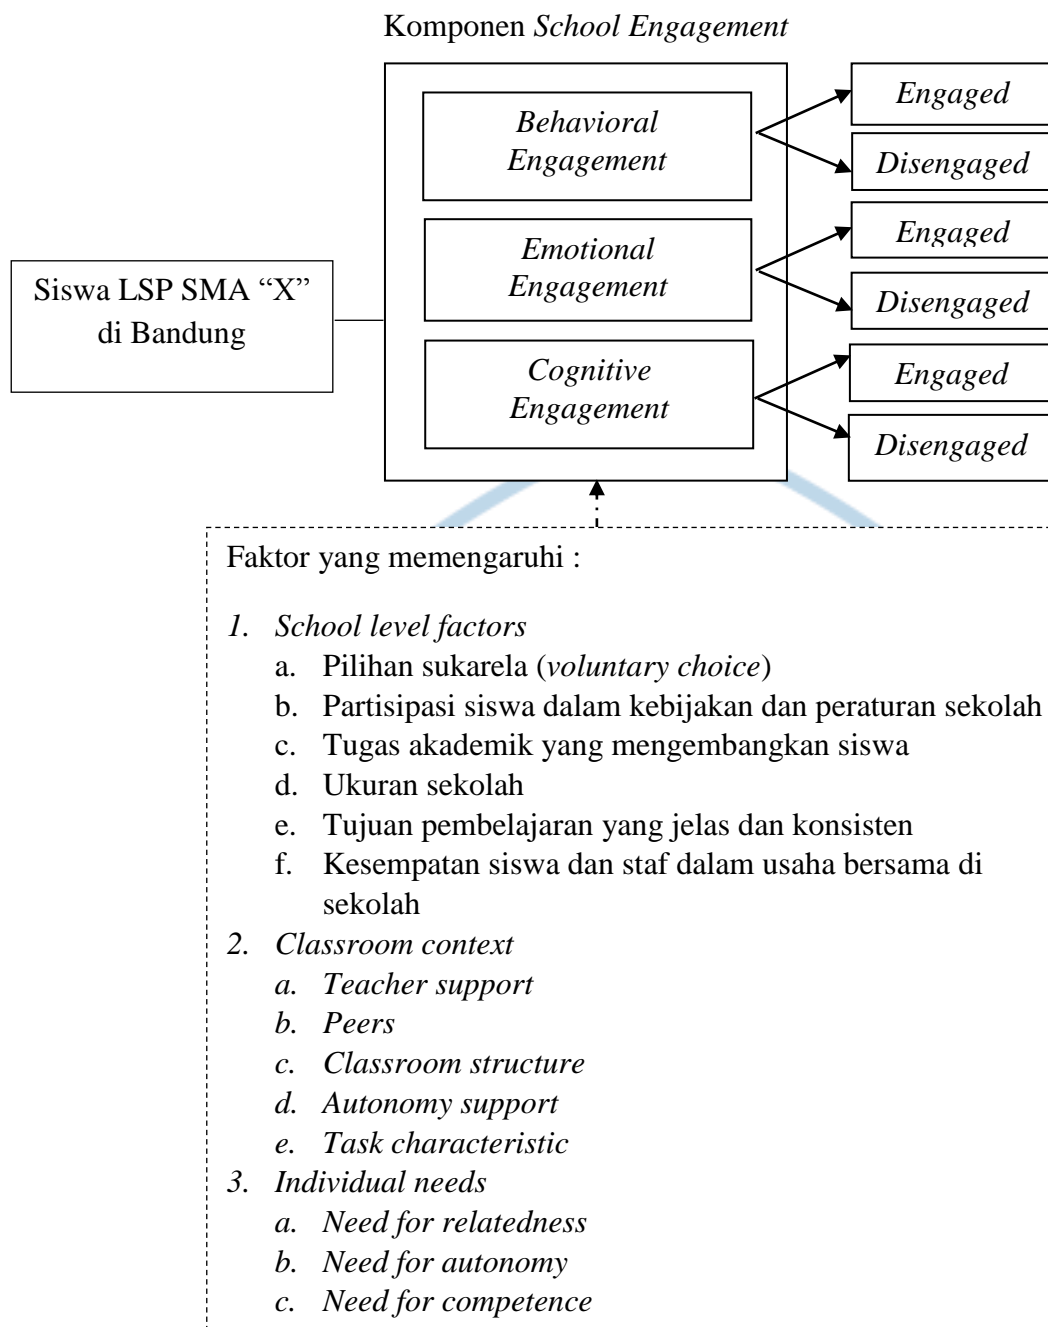 Komponen School Engagement
Behavioral
Engagement
Engaged
Disengaged
Siswa LSP SMA “X”
di Bandung
Emotional
Engagement
Engaged
Disengaged
Cognitive
Engagement
Engaged
Disengaged
Faktor yang memengaruhi :
1. School level factors
a. Pilihan sukarela (voluntary choice)
b. Partisipasi siswa dalam kebijakan dan peraturan sekolah
c. Tugas akademik yang mengembangkan siswa
d. Ukuran sekolah
e. Tujuan pembelajaran yang jelas dan konsisten
f. Kesempatan siswa dan staf dalam usaha bersama di
sekolah
2. Classroom context
a. Teacher support
b. Peers
c. Classroom structure
d. Autonomy support
e. Task characteristic
3. Individual needs
a. Need for relatedness
b. Need for autonomy
c. Need for competence